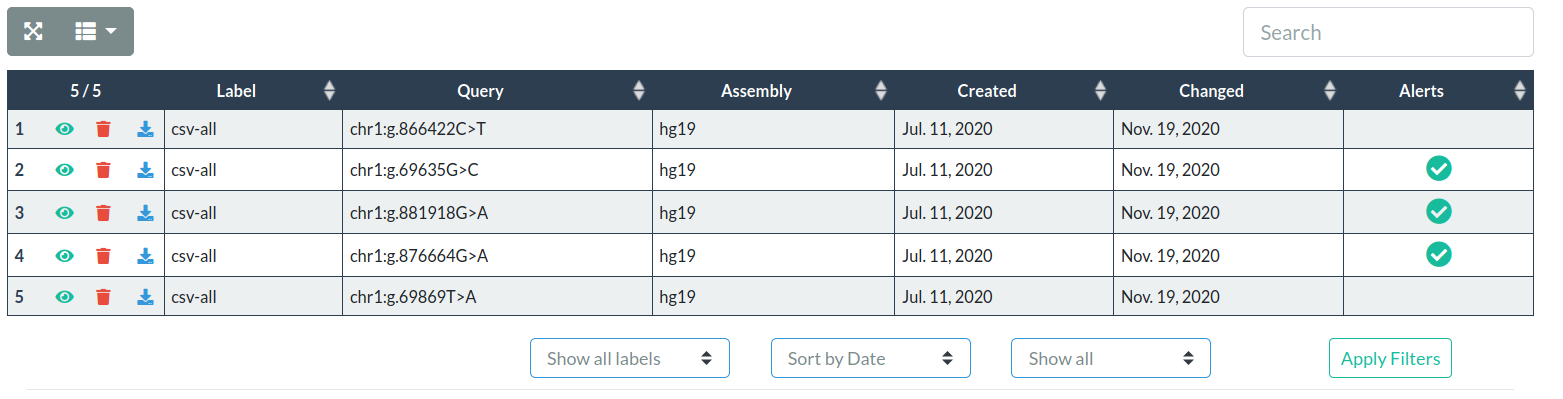 Search
5 / 5 Label Query Assembly Created Changed Alerts
1 csv-all chr1:g.866422C>T hg19 Jul. 11, 2020 Nov. 19, 2020
2 csv-all chr1:g.69635G>C hg19 Jul. 11, 2020 Nov. 19, 2020
3 csv-all chr1:g.881918G>A hg19 Jul. 11, 2020 Nov. 19, 2020
4 csv-all chr1:g.876664G>A hg19 Jul. 11, 2020 Nov. 19, 2020
5 csv-all chr1:g.69869T>A hg19 Jul. 11, 2020 Nov. 19, 2020
Show all labels Sort by Date Show all Apply Filters